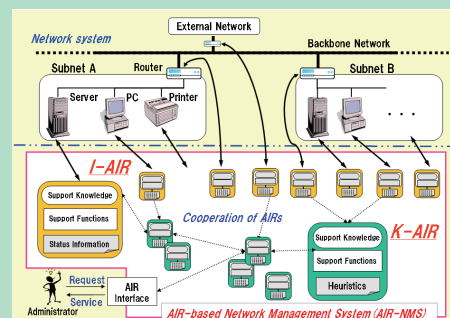 External Network
Network system
Backbone Network
Subnet A
Router
Subnet B
Server
PC
Printer
. . .
I-AIR
Support Knowledge
Support Functions
Status Information
Cooperation of AIRs
K-AIR
Support Knowledge
Support Functions
Heuristics
Request
Service
Administrator
AIR
Interface
AIR-based Network Management System (AIR-NMS)